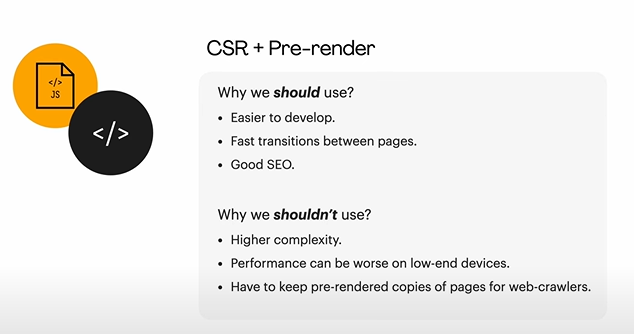 CSR + Pre-render
</>
JS
</>
Why we should use?
• Easier to develop.
• Fast transitions between pages.
• Good SEO.
Why we shouldn't use?
• Higher complexity.
• Performance can be worse on low-end devices.
• Have to keep pre-rendered copies of pages for web-crawlers.